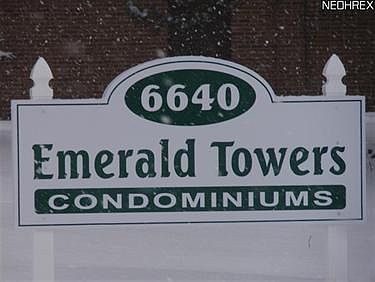 NEOHREX
6640
Emerald Towers
CONDOMINIUMS